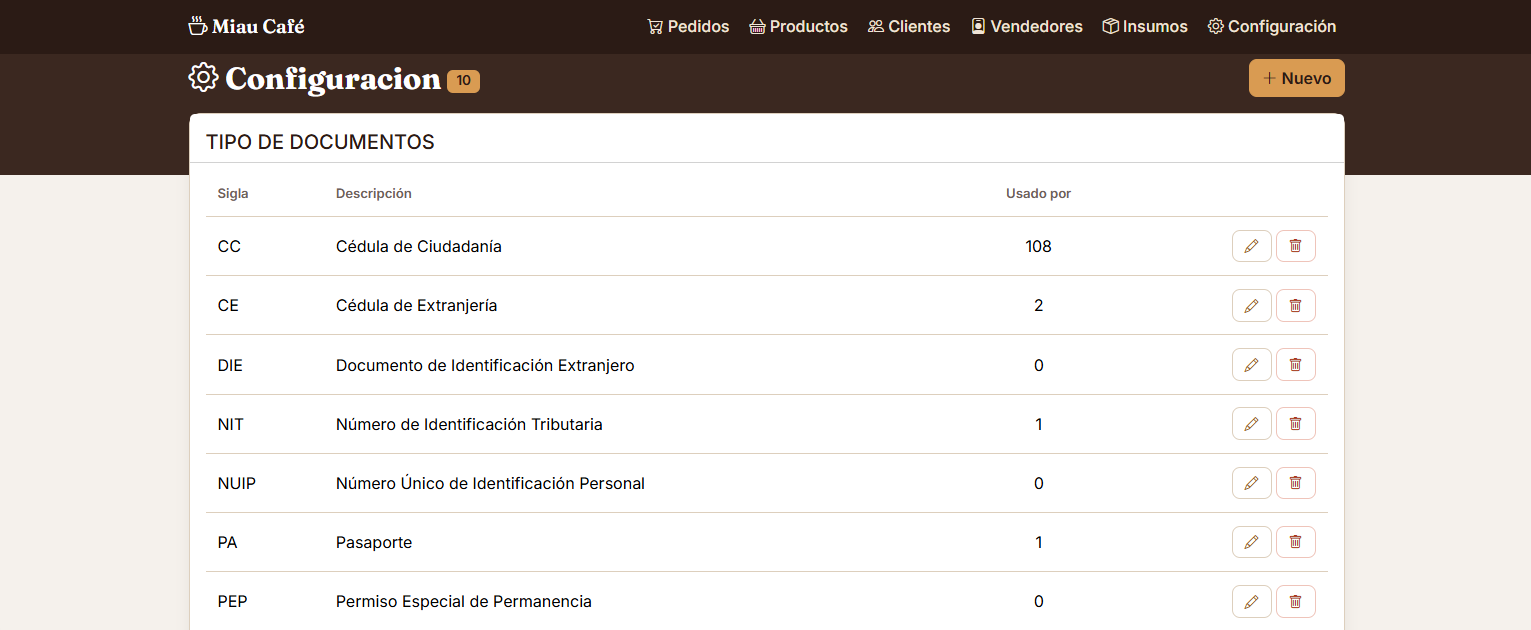 Miau Café Pedidos Productos Clientes Vendedores Insumos Configuración
Configuracion 10 + Nuevo
TIPO DE DOCUMENTOS
Sigla Descripción Usado por
CC Cédula de Ciudadanía 108
CE Cédula de Extranjería 2
DIE Documento de Identificación Extranjero 0
NIT Número de Identificación Tributaria 1
NUIP Número Único de Identificación Personal 0
PA Pasaporte 1
PEP Permiso Especial de Permanencia 0